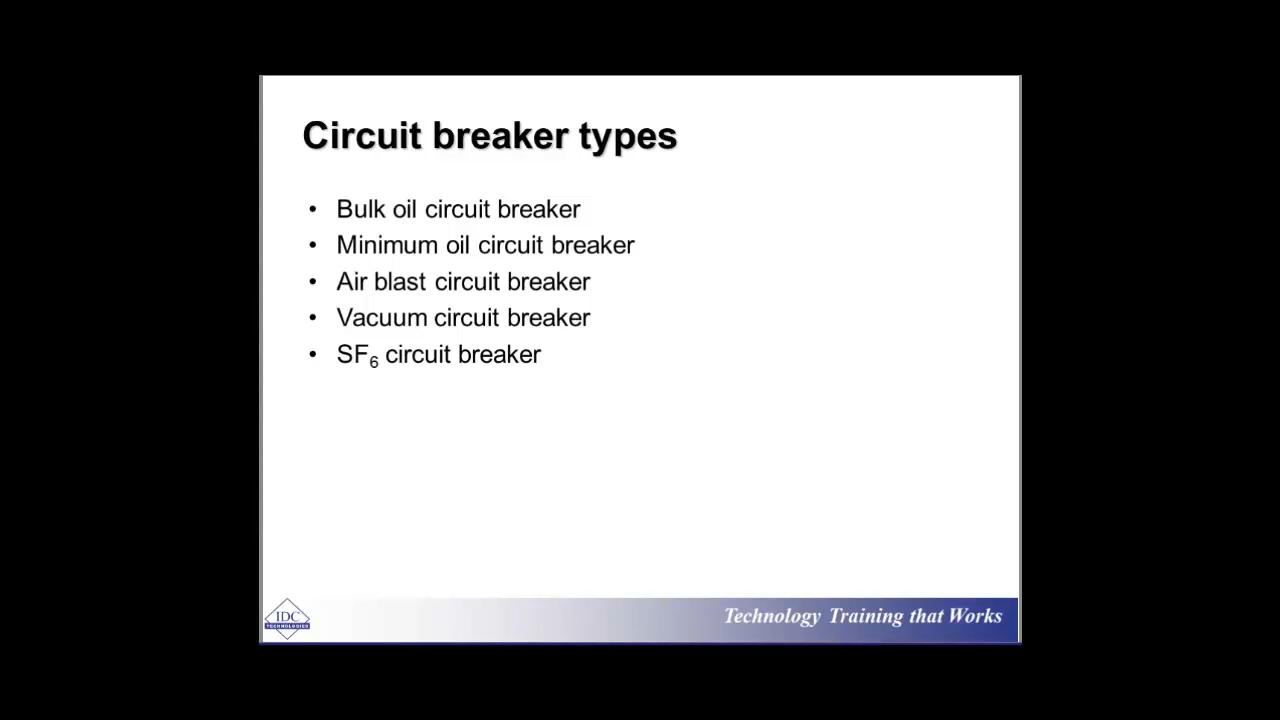 Circuit breaker types
• Bulk oil circuit breaker
• Minimum oil circuit breaker
• Air blast circuit breaker
• Vacuum circuit breaker
• SF₆ circuit breaker
IDC
TECHNOLOGIES
Technology Training that Works